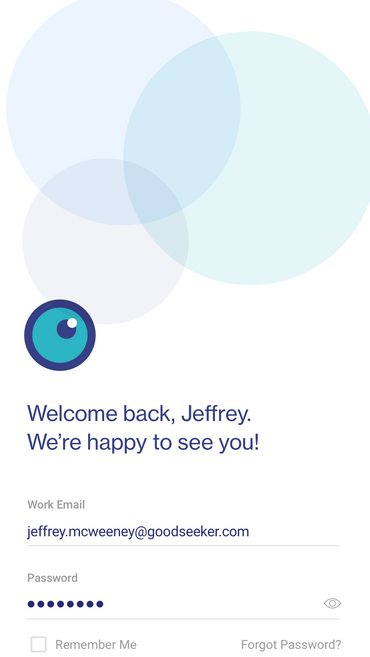 Welcome back, Jeffrey.
We're happy to see you!
Work Email
jeffrey.mcweeney@goodseeker.com
Password
●●●●●●●●
Remember Me
Forgot Password?